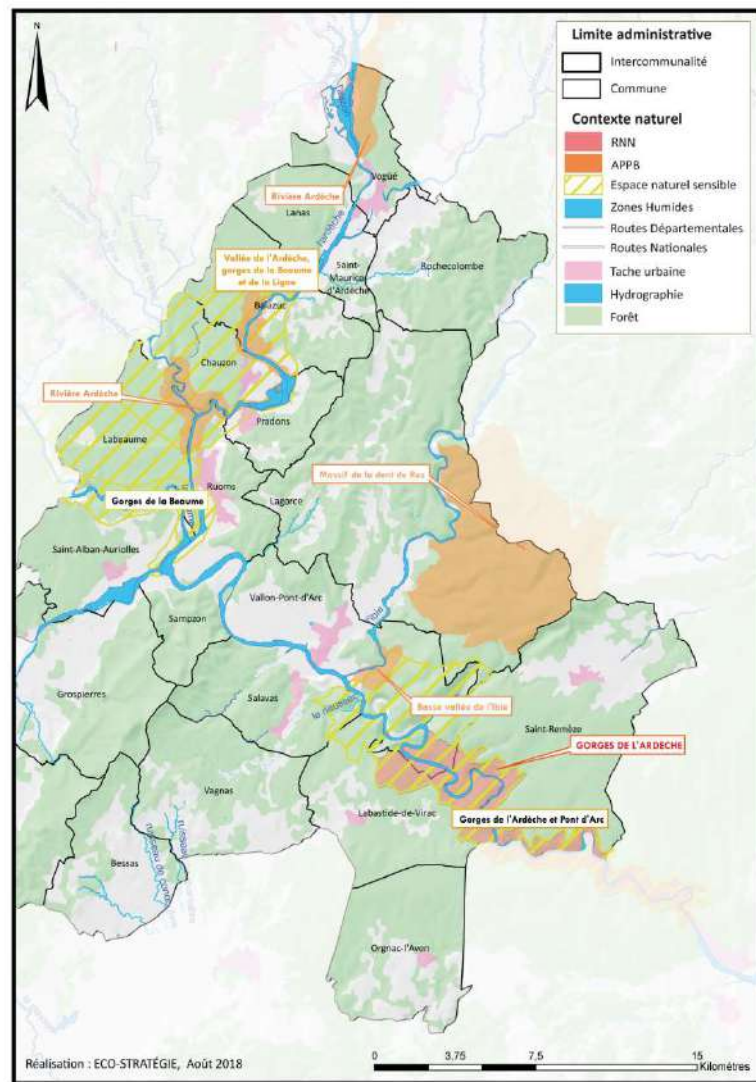 N
Limite administrative
Intercommunalité
Commune
Contexte naturel
RNN
APPB
Espace naturel sensible
Zones Humides
Routes Départementales
Routes Nationales
Tache urbaine
Hydrographie
Forêt
Vogüé
Rivière Ardèche
Lanas
l'Ardèche
Vallée de l'Ardèche,
gorges de la Beaume
et de la Ligne
Saint-
Maurice
d'Ardèche
Rochecolombe
Balazuc
Chauzon
Rivière Ardèche
Pradons
Labeaume
Massif de la dent de Rez
Ruoms
Lagorce
Gorges de la Beaume
Saint-Alban-Auriolles
Vallon-Pont-d'Arc
l'Ibie
Sampzon
Grospierres
Salavas
le rieussec
Basse vallée de l'Ibie
Saint-Remèze
GORGES DE L'ARDÈCHE
Vagnas
Labastide-de-Virac
Gorges de l'Ardèche et Pont d'Arc
Bessas
Orgnac-l'Aven
Réalisation : ECO-STRATÉGIE, Août 2018
0 3,75 7,5 15
Kilomètres